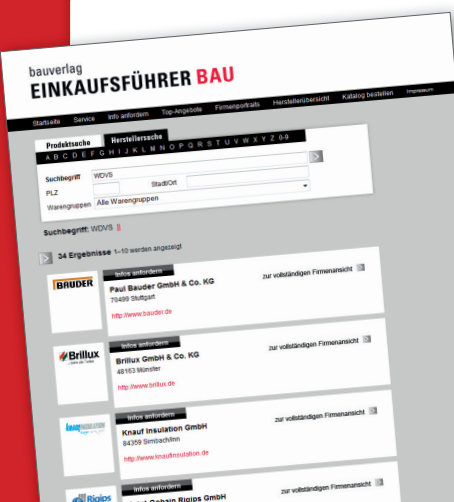 bauverlag
EINKAUFSFÜHRER BAU
Startseite Service Info anfordern Top-Angebote Firmenportraits Herstellerübersicht Katalog bestellen Impressum
Produktsuche Herstellersuche
A B C D E F G H I J K L M N O P Q R S T U V W X Y Z 0-9
Suchbegriff WDVS
PLZ Stadt/Ort
Warengruppen Alle Warengruppen
Suchbegriff: WDVS
34 Ergebnisse 1–10 werden angezeigt
BAUDER
Infos anfordern
zur vollständigen Firmenansicht
Paul Bauder GmbH & Co. KG
70499 Stuttgart
http://www.bauder.de
Brillux
Infos anfordern
zur vollständigen Firmenansicht
Brillux GmbH & Co. KG
48163 Münster
http://www.brillux.de
KNAUF INSULATION
Infos anfordern
zur vollständigen Firmenansicht
Knauf Insulation GmbH
84359 Simbach/Inn
http://www.knaufinsulation.de
Rigips
Infos anfordern
zur vollständigen Firmenansicht
Gobain Rigips GmbH